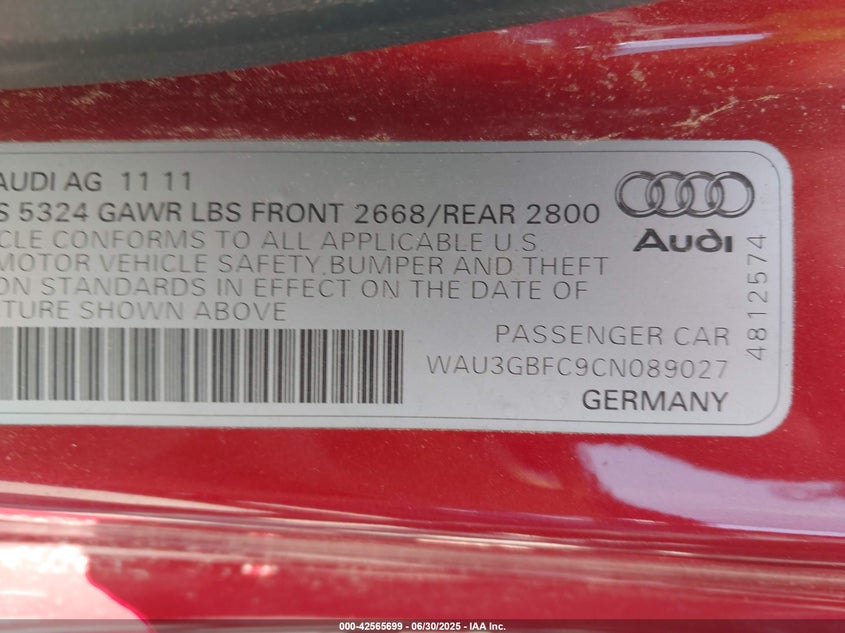 AUDI AG 11 11
S 5324 GAWR LBS FRONT 2668/REAR 2800
CLE CONFORMS TO ALL APPLICABLE U.S.
MOTOR VEHICLE SAFETY, BUMPER AND THEFT
ON STANDARDS IN EFFECT ON THE DATE OF
TURE SHOWN ABOVE
Audi
4812574
PASSENGER CAR
WAU3GBFC9CN089027
GERMANY
000-42565699 - 06/30/2025 - IAA Inc.